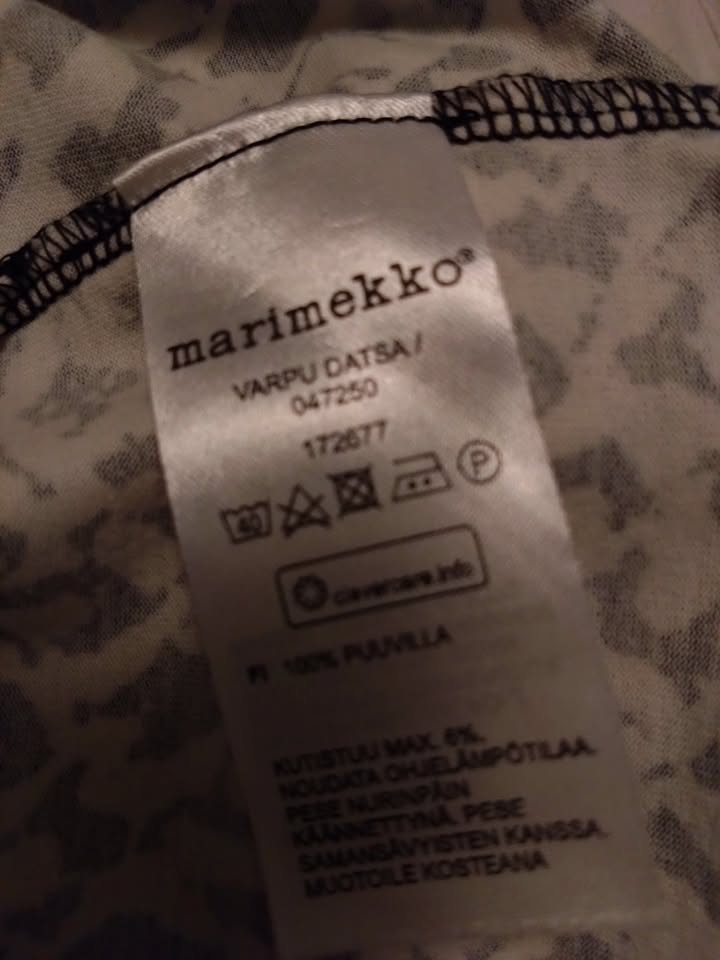 marimekko®
VARPU DATSA /
047250
172677
40
P
clevercare.info
FI 100% PUUVILLA
KUTISTUU MAX. 6%.
NOUDATA OHJELÄMPÖTILAA.
PESE NURINPÄIN
KÄÄNNETTYNÄ. PESE
SAMANSÄVYISTEN KANSSA.
MUOTOILE KOSTEANA